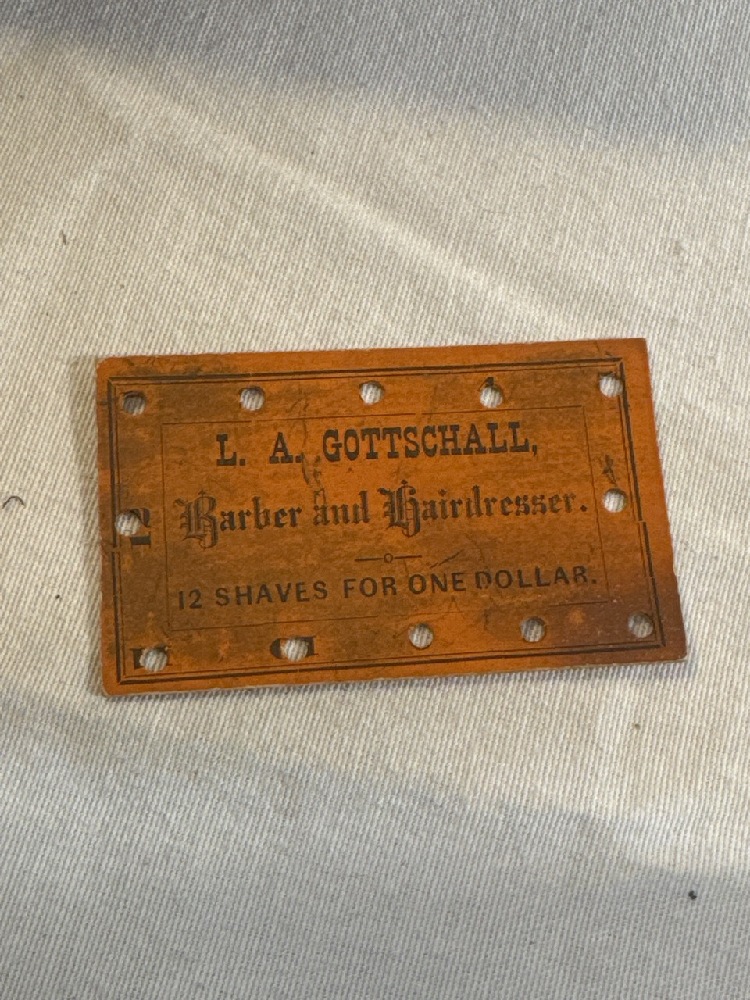 L. A. GOTTSCHALL,
Barber and Hairdresser.
12 SHAVES FOR ONE DOLLAR.